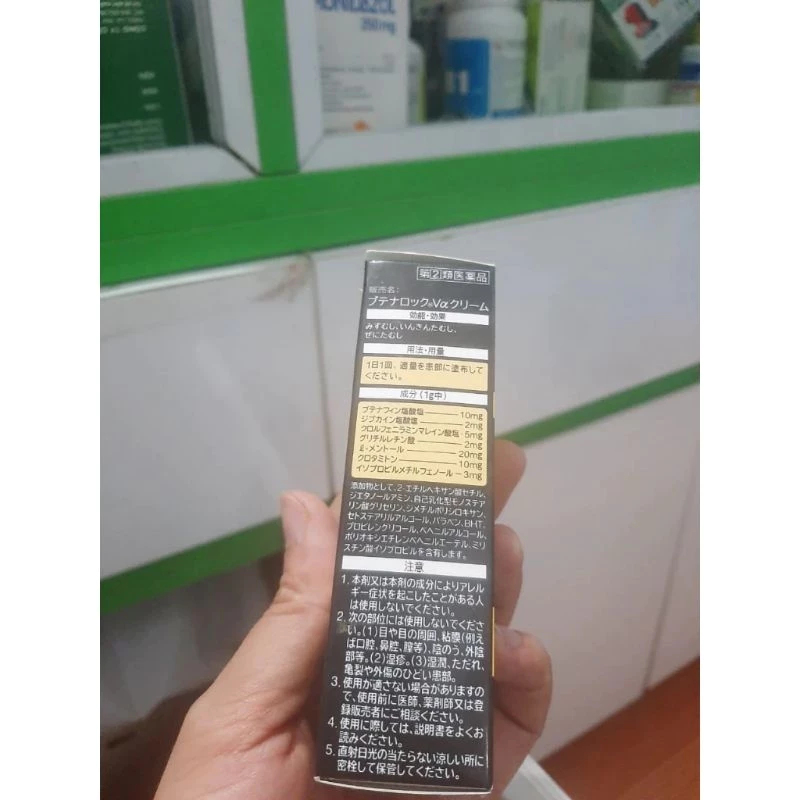 NIDAZOL
250mg
指②類医薬品
販売名:
ブテナロック®Vαクリーム
効能・効果
みずむし、いんきんたむし、
ぜにたむし
用法・用量
1日1回、適量を患部に塗布して
ください。
成分(1g中)
ブテナフィン塩酸塩 10mg
ジブカイン塩酸塩 2mg
クロルフェニラミンマレイン酸塩 5mg
グリチルレチン酸 2mg
ℓ-メントール 20mg
クロタミトン 10mg
イソプロピルメチルフェノール 3mg
添加物として、2-エチルヘキサン酸セチル、
ジエタノールアミン、自己乳化型モノステア
リン酸グリセリン、ジメチルポリシロキサン、
セトステアリルアルコール、パラベン、BHT、
プロピレングリコール、ベヘニルアルコール、
ポリオキシエチレンベヘニルエーテル、ミリ
スチン酸イソプロピルを含有します。
注意
1. 本剤又は本剤の成分によりアレル
ギー症状を起こしたことがある人
は使用しないでください。
2. 次の部位には使用しないでくださ
い。(1)目や目の周囲、粘膜(例え
ば口腔、鼻腔、膣等)、陰のう、外陰
部等。(2)湿疹。(3)湿潤、ただれ、
亀裂や外傷のひどい患部。
3. 使用が適さない場合がありますの
で、使用前に医師、薬剤師又は登
録販売者にご相談ください。
4. 使用に際しては、説明書をよくお
読みください。
5. 直射日光の当たらない涼しい所に
密栓して保管してください。